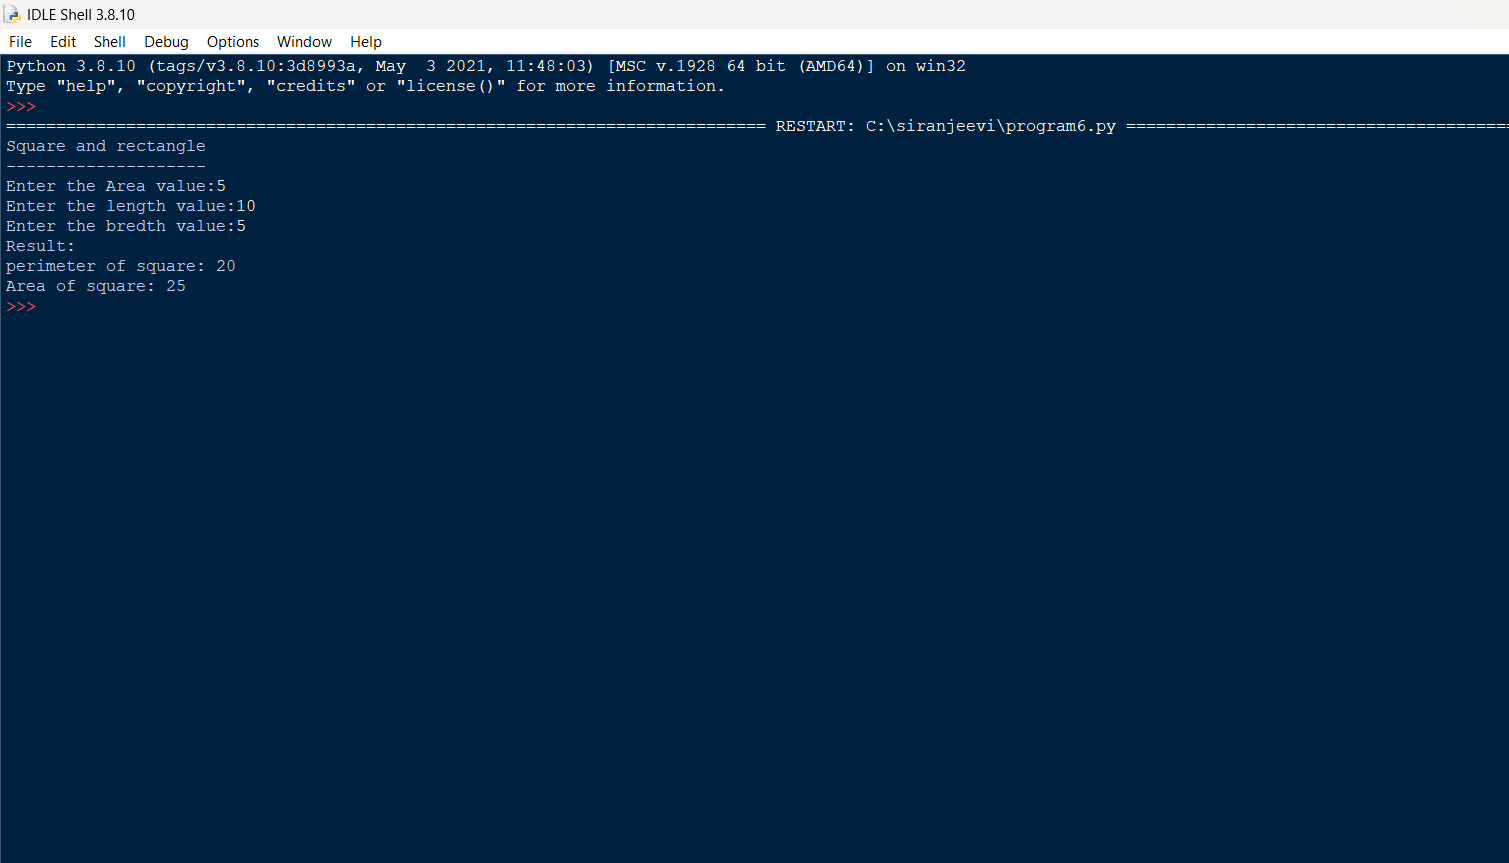 IDLE Shell 3.8.10
File Edit Shell Debug Options Window Help
Python 3.8.10 (tags/v3.8.10:3d8993a, May  3 2021, 11:48:03) [MSC v.1928 64 bit (AMD64)] on win32
Type "help", "copyright", "credits" or "license()" for more information.
>>>
============================================================================ RESTART: C:\siranjeevi\program6.py =======================================
Square and rectangle
--------------------
Enter the Area value:5
Enter the length value:10
Enter the bredth value:5
Result:
perimeter of square: 20
Area of square: 25
>>>